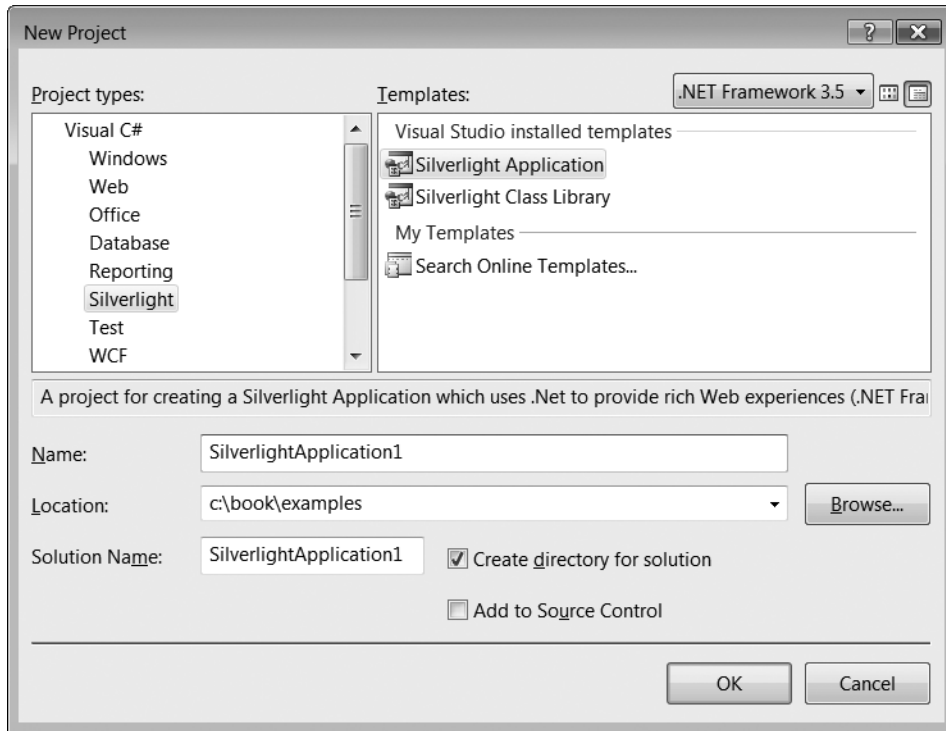 New Project
Project types:
Templates:
.NET Framework 3.5
Visual C#
Windows
Web
Office
Database
Reporting
Silverlight
Test
WCF
Visual Studio installed templates
Silverlight Application
Silverlight Class Library
My Templates
Search Online Templates...
A project for creating a Silverlight Application which uses .Net to provide rich Web experiences (.NET Fra
Name:
SilverlightApplication1
Location:
c:\book\examples
Browse...
Solution Name:
SilverlightApplication1
Create directory for solution
Add to Source Control
OK
Cancel